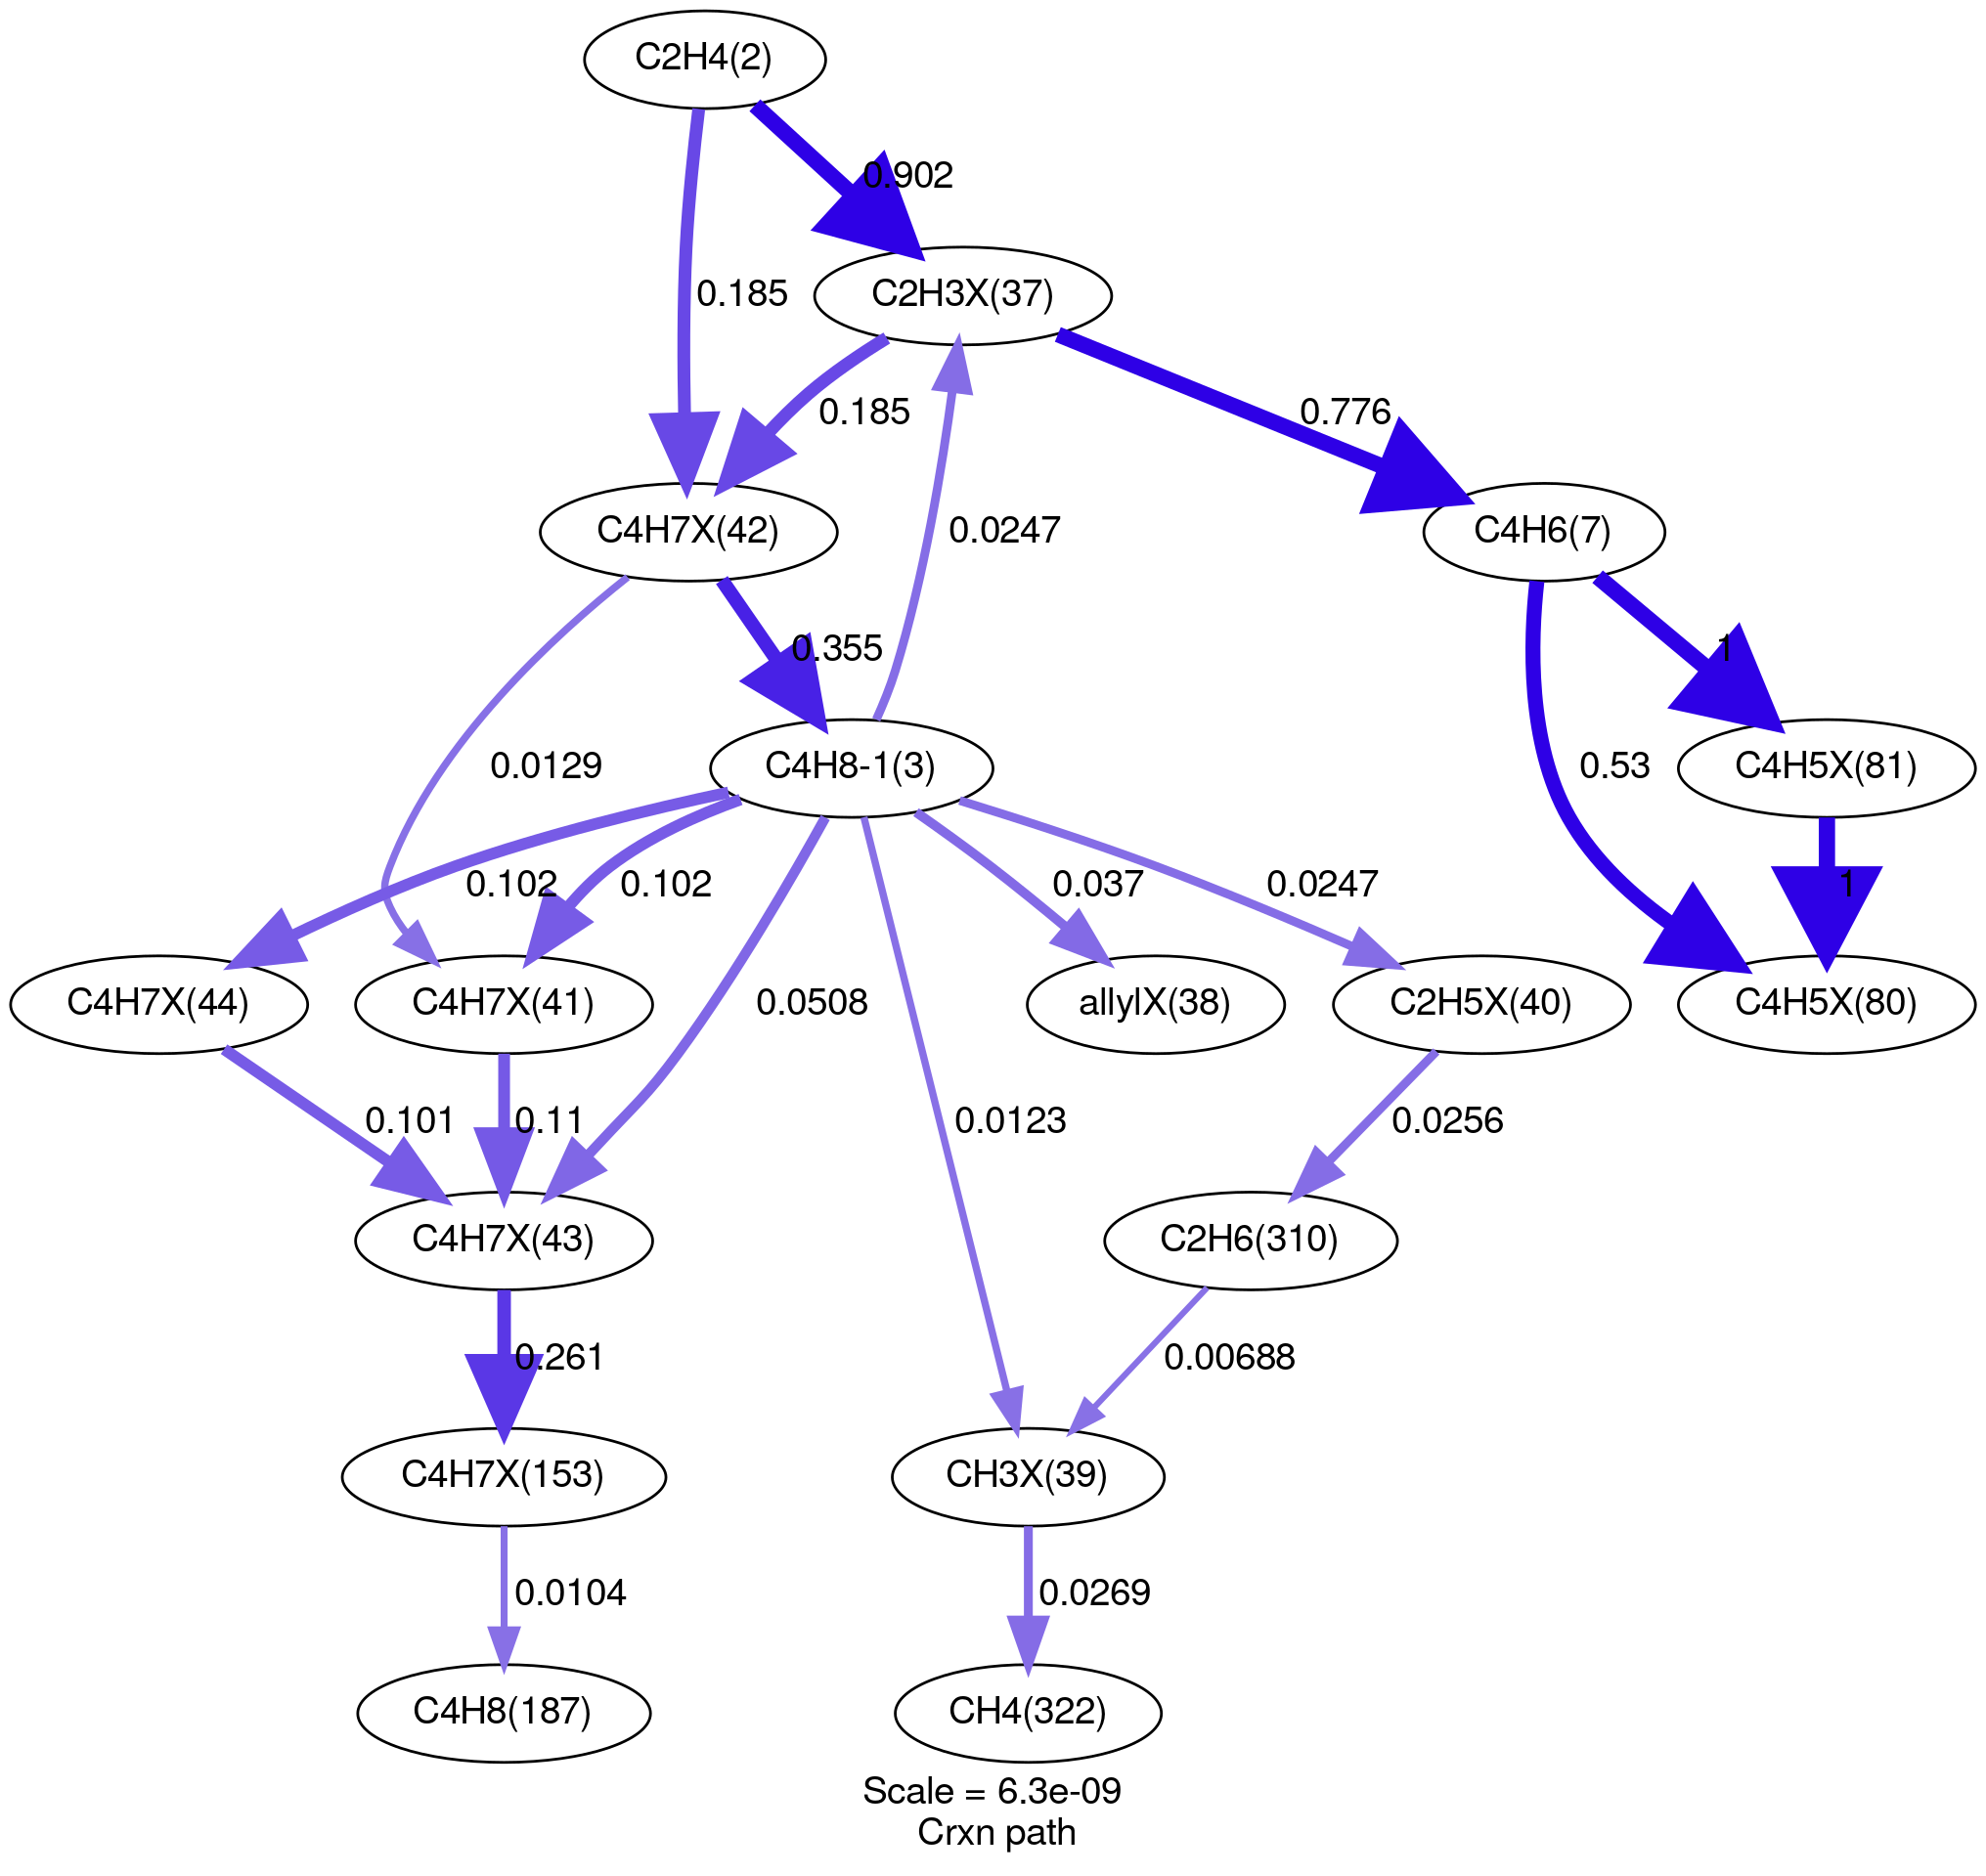 C2H4(2)
0.902
0.185
C2H3X(37)
0.185
0.776
C4H7X(42)
0.0247
C4H6(7)
0.355
1
0.0129
C4H8-1(3)
0.53
C4H5X(81)
0.102
0.102
0.037
0.0247
1
C4H7X(44)
C4H7X(41)
0.0508
allylX(38)
C2H5X(40)
C4H5X(80)
0.101
0.11
0.0123
0.0256
C4H7X(43)
C2H6(310)
0.261
0.00688
C4H7X(153)
CH3X(39)
0.0104
0.0269
C4H8(187)
CH4(322)
Scale = 6.3e-09
Crxn path